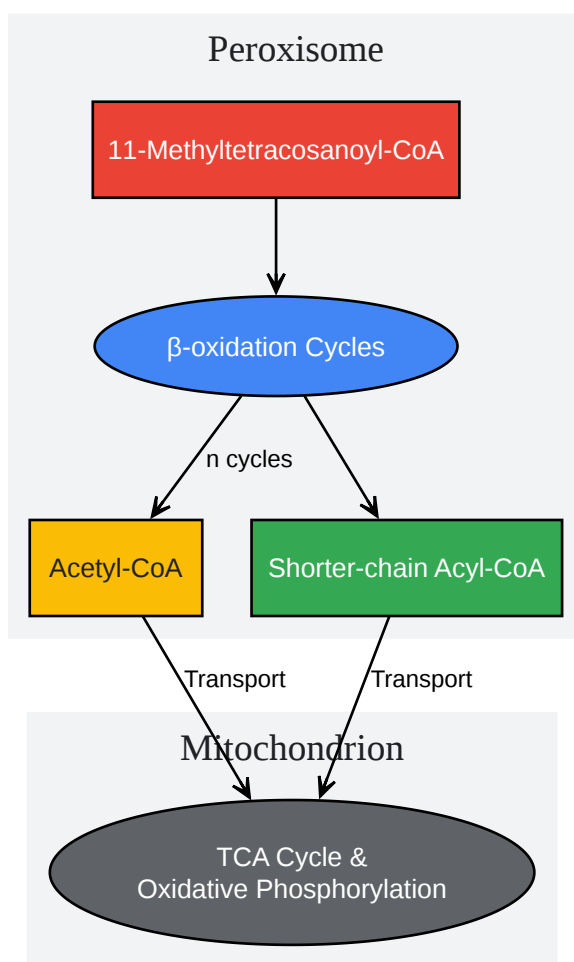 Peroxisome
11-Methyltetracosanoyl-CoA
β-oxidation Cycles
n cycles
Acetyl-CoA
Shorter-chain Acyl-CoA
Transport
Transport
Mitochondrion
TCA Cycle &
Oxidative Phosphorylation